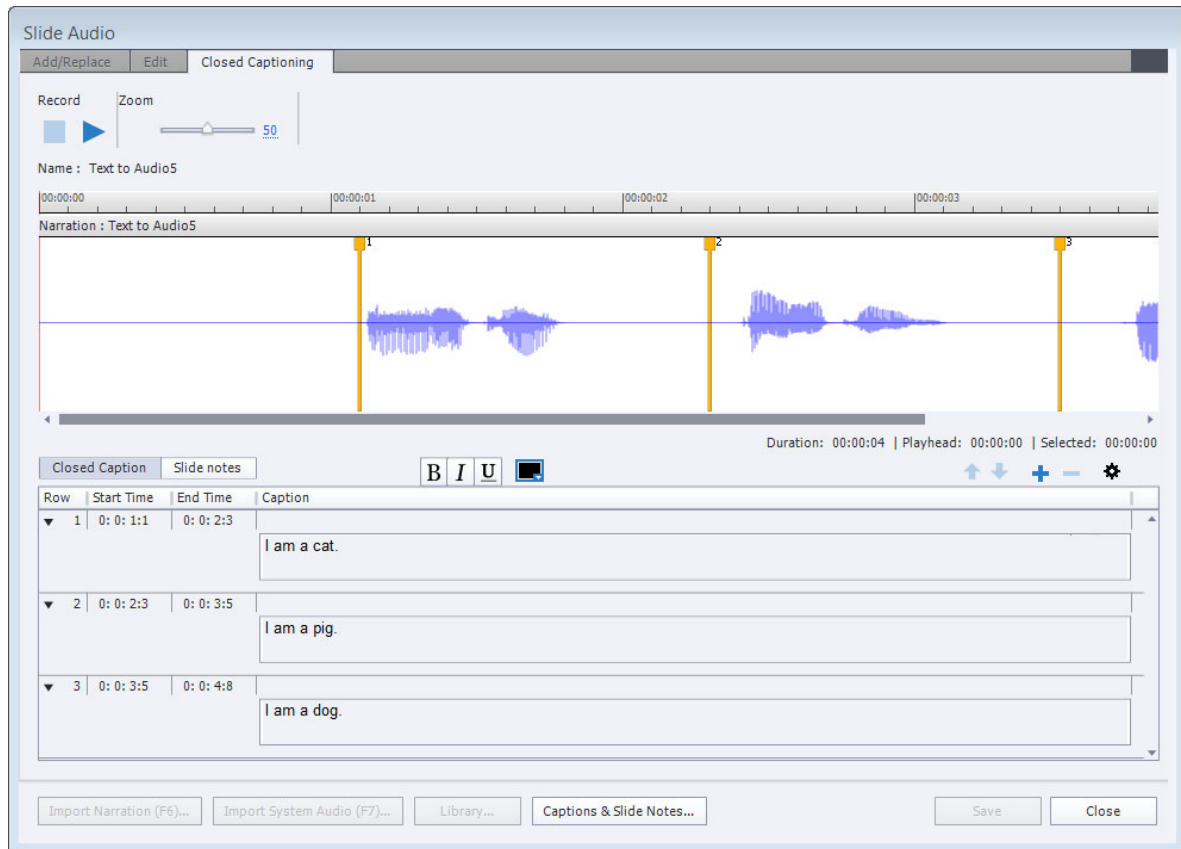 Slide Audio
Add/Replace Edit Closed Captioning
Record Zoom
50
Name : Text to Audio5
00:00:00 00:00:01 00:00:02 00:00:03
Narration : Text to Audio5
1 2 3
Duration: 00:00:04 | Playhead: 00:00:00 | Selected: 00:00:00
Closed Caption Slide notes B I U
Row Start Time End Time Caption
1 0: 0: 1:1 0: 0: 2:3
I am a cat.
2 0: 0: 2:3 0: 0: 3:5
I am a pig.
3 0: 0: 3:5 0: 0: 4:8
I am a dog.
Import Narration (F6)... Import System Audio (F7)... Library... Captions & Slide Notes... Save Close